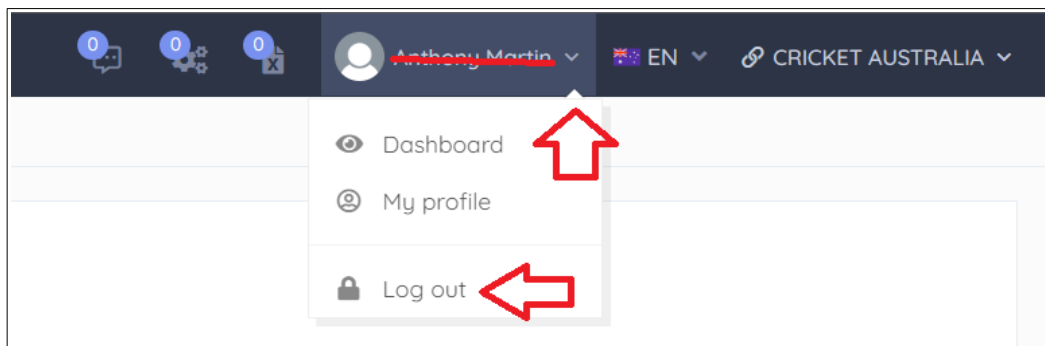 0 0 0 Anthony Martin EN CRICKET AUSTRALIA
X
Dashboard
My profile
Log out